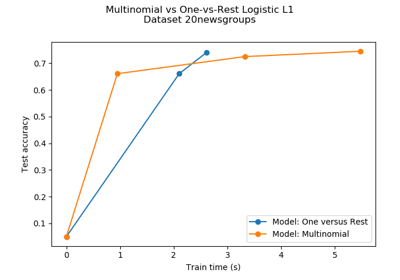 Multinomial vs One-vs-Rest Logistic L1
Dataset 20newsgroups
0.7
0.6
0.5
0.4
0.3
0.2
0.1
Test accuracy
Model: One versus Rest
Model: Multinomial
0 1 2 3 4 5
Train time (s)